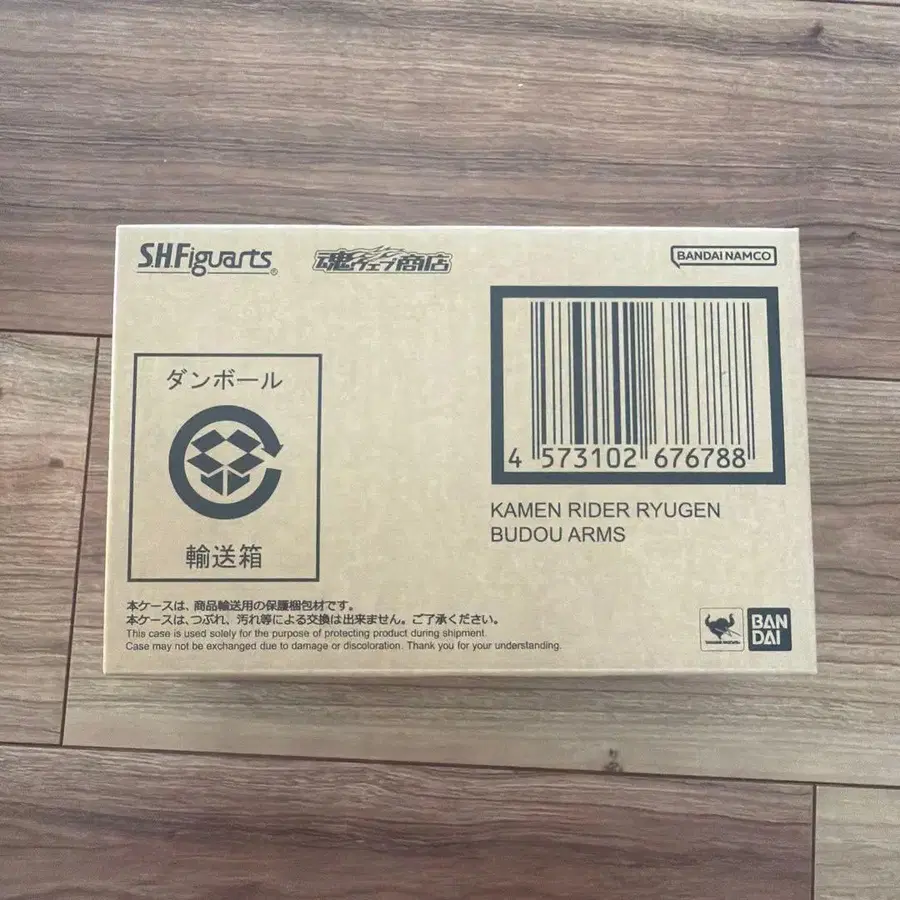 S.H.Figuarts®
魂ウェブ商店
BANDAI NAMCO
ダンボール
輸送箱
4 573102 676788
KAMEN RIDER RYUGEN
BUDOU ARMS
本ケースは、商品輸送用の保護梱包材です。
本ケースは、つぶれ、汚れ等による交換は出来ません。ご了承ください。
This case is used solely for the purpose of protecting product during shipment.
Case may not be exchanged due to damage or discoloration. Thank you for your understanding.
BAN
DAI